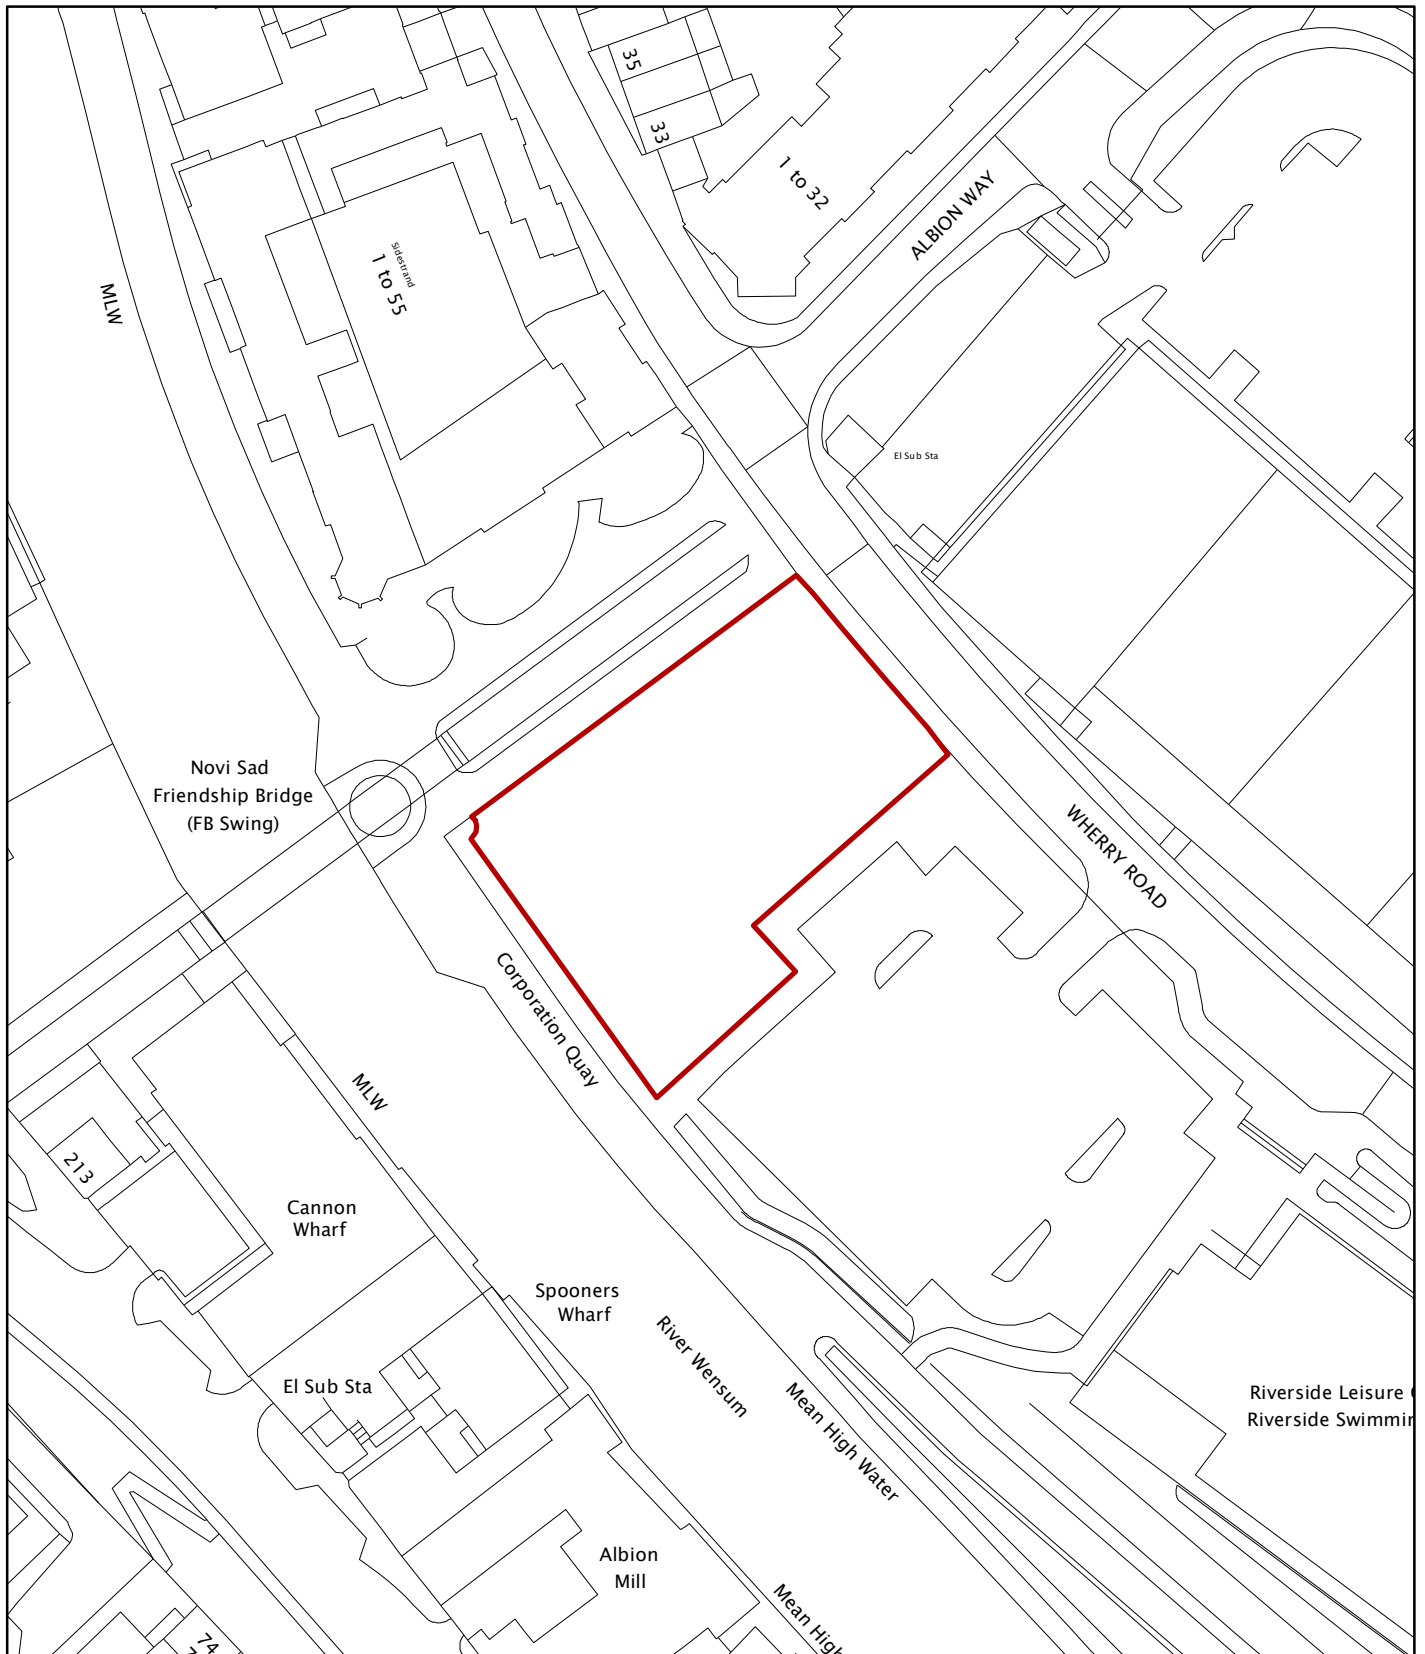 35
33
1 to 32
ALBION WAY
Sidestrand
1 to 55
MLW
El Sub Sta
Novi Sad
Friendship Bridge
(FB Swing)
WHERRY ROAD
Corporation Quay
MLW
213
Cannon
Wharf
Spooners
Wharf
River Wensum
El Sub Sta
Mean High Water
Riverside Leisure
Riverside Swimmin
Albion
Mill
Mean High
74